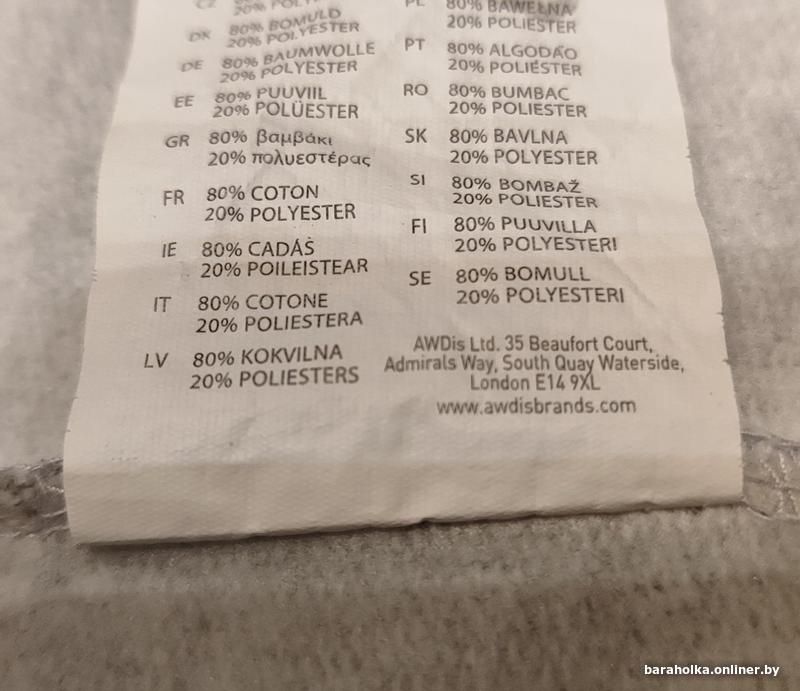 CZ
20%
DK 80% BOMULD
20% POLYESTER
DE 80% BAUMWOLLE
20% POLYESTER
EE 80% PUUVIIL
20% POLÜESTER
GR 80% βαμβάκι
20% πολυεστέρας
FR 80% COTON
20% POLYESTER
IE 80% CADÁS
20% POILEISTEAR
IT 80% COTONE
20% POLIESTERA
LV 80% KOKVILNA
20% POLIESTERS
PL 80% BAWEŁNA
20% POLIESTER
PT 80% ALGODÃO
20% POLIÉSTER
RO 80% BUMBAC
20% POLIESTER
SK 80% BAVLNA
20% POLYESTER
SI 80% BOMBAŽ
20% POLIESTER
FI 80% PUUVILLA
20% POLYESTERI
SE 80% BOMULL
20% POLYESTERI
AWDis Ltd. 35 Beaufort Court,
Admirals Way, South Quay Waterside,
London E14 9XL
www.awdisbrands.com
baraholka.onliner.by